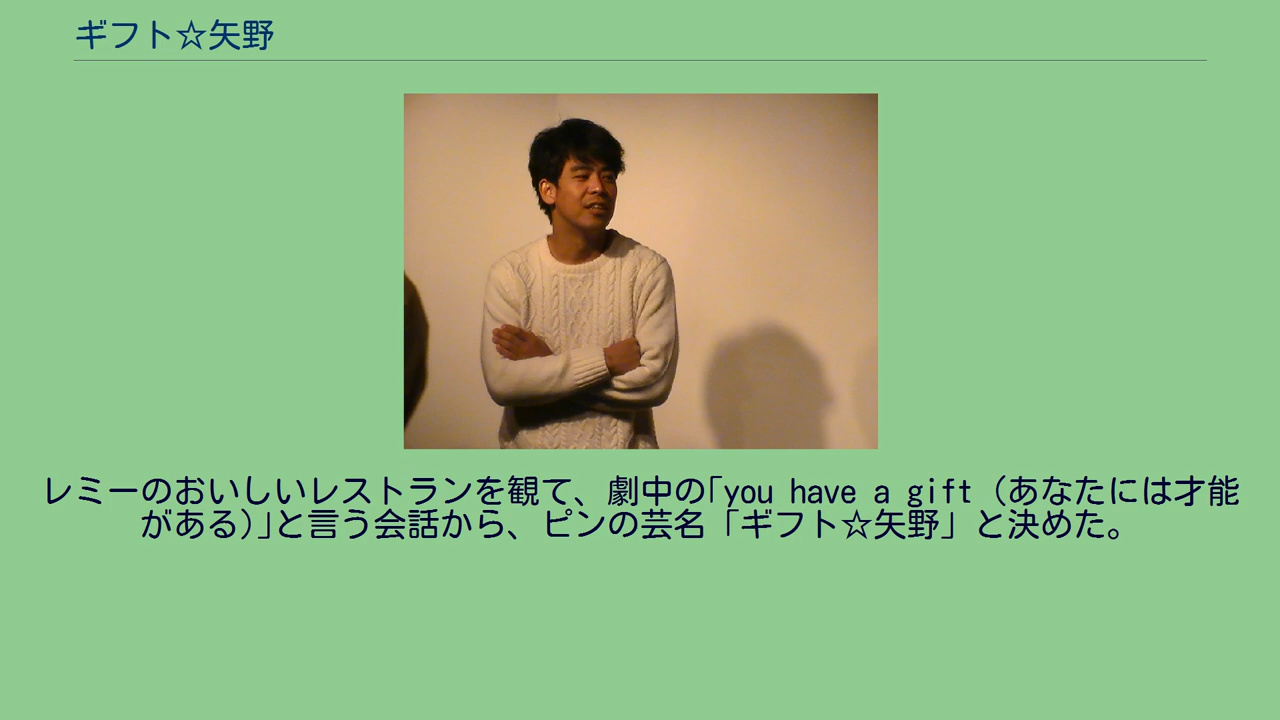 ギフト☆矢野
レミーのおいしいレストランを観て、劇中の｢you have a gift (あなたには才能
がある)｣と言う会話から、ピンの芸名「ギフト☆矢野」と決めた。